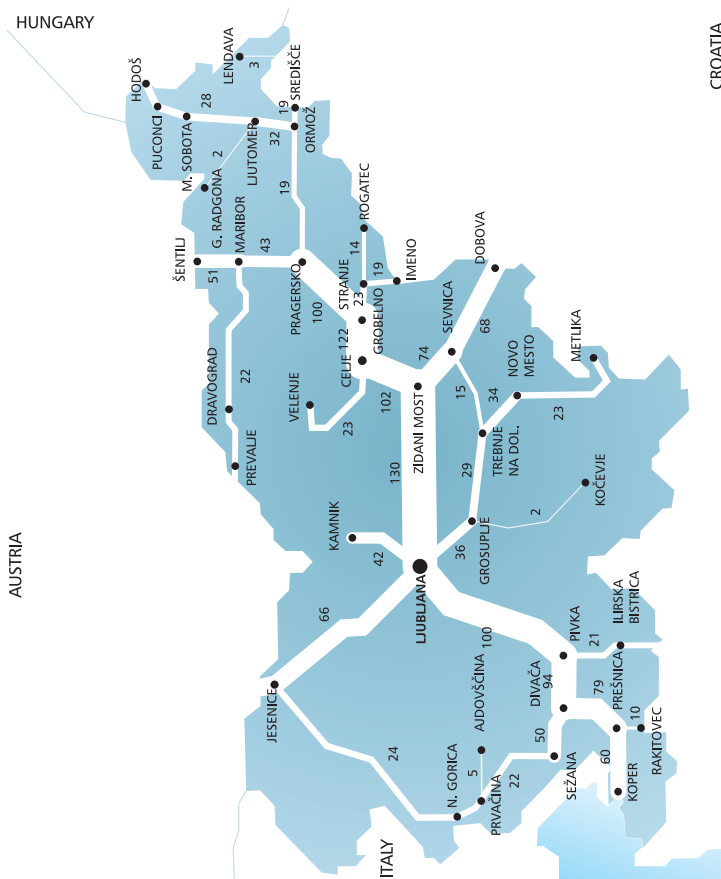 HUNGARY
CROATIA
AUSTRIA
ITALY
HODOŠ
PUCONCI
M. SOBOTA
28
LENDAVA
3
SREDIŠČE
19
ORMOŽ
LJUTOMER
32
2
G. RADGONA
19
ŠENTILJ
51
MARIBOR
43
PRAGERSKO
100
DRAVOGRAD
22
PREVALJE
ROGATEC
14
STRANJE
19
IMENO
23
GROBELNO
122
CELJE
VELENJE
23
102
ZIDANI MOST
74
SEVNICA
DOBOVA
68
15
NOVO
MESTO
34
METLIKA
23
TREBNJE
NA DOL.
29
130
KAMNIK
42
LJUBLJANA
36
GROSUPLJE
2
KOČEVJE
66
JESENICE
24
100
PIVKA
21
ILIRSKA
BISTRICA
DIVAČA
94
79
PREŠNICA
10
RAKITOVEC
60
KOPER
50
SEŽANA
22
AJDOVŠČINA
5
PRVAČINA
N. GORICA